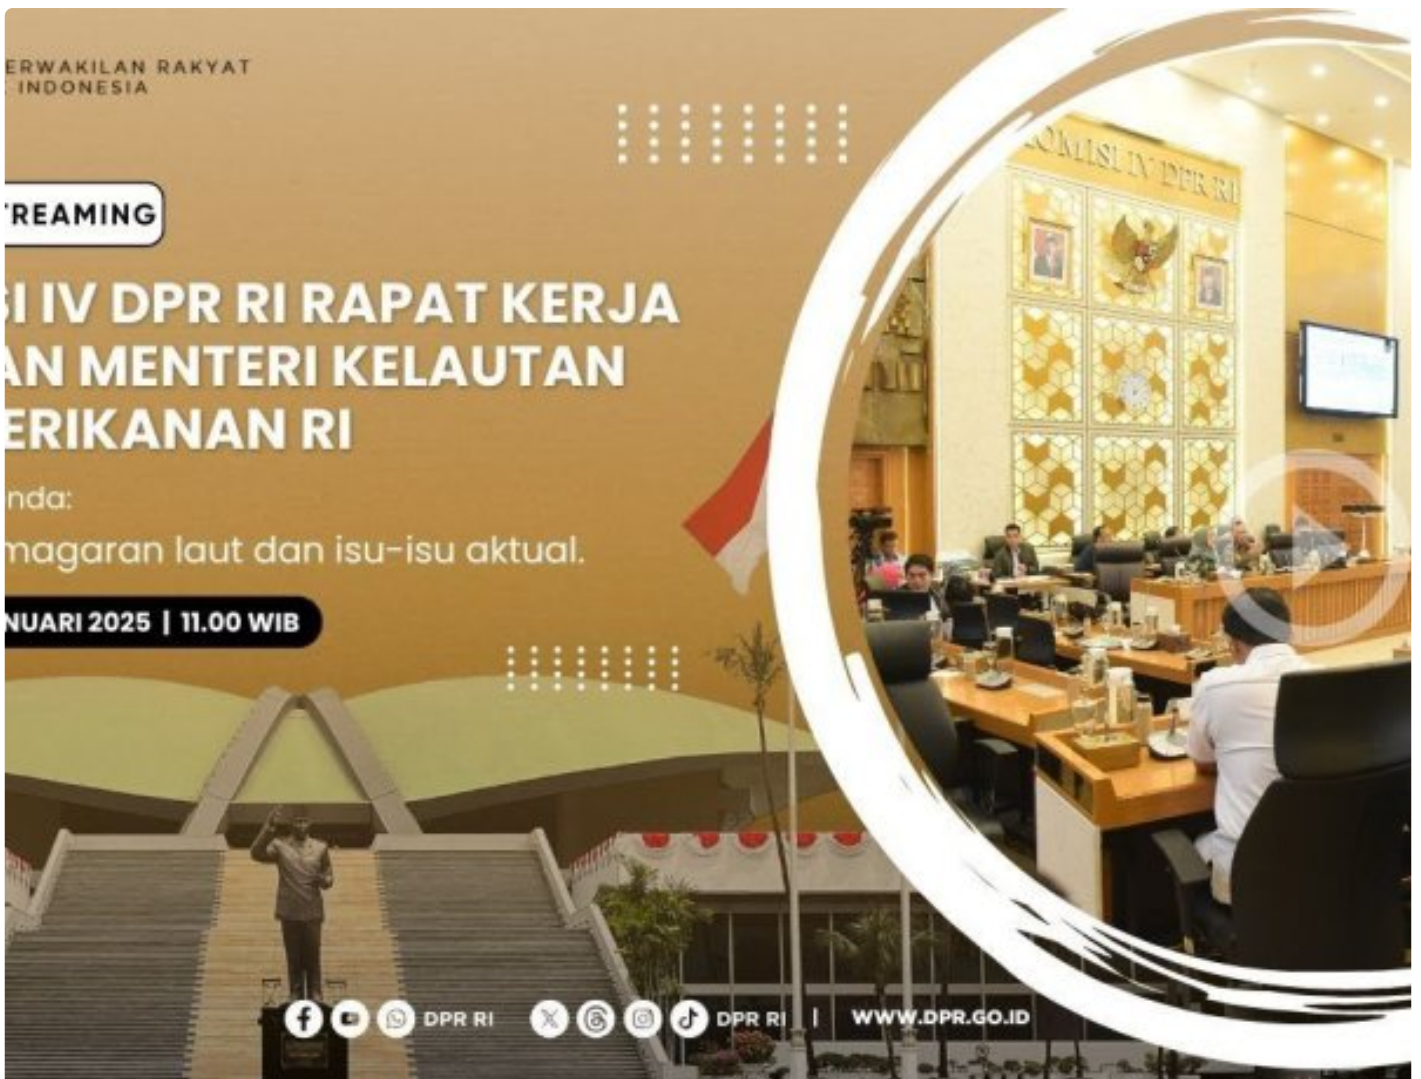 ERWAKILAN RAKYAT
INDONESIA
TREAMING
SI IV DPR RI RAPAT KERJA
AN MENTERI KELAUTAN
ERIKANAN RI
nda:
magaran laut dan isu-isu aktual.
NUARI 2025 | 11.00 WIB
OMISI IV DPR RI
DPR RI
DPR RI | WWW.DPR.GO.ID